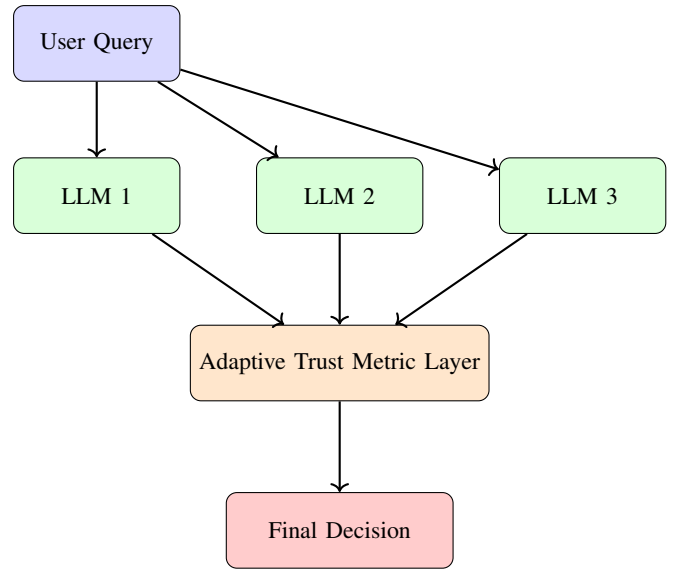 User Query
LLM 1
LLM 2
LLM 3
Adaptive Trust Metric Layer
Final Decision